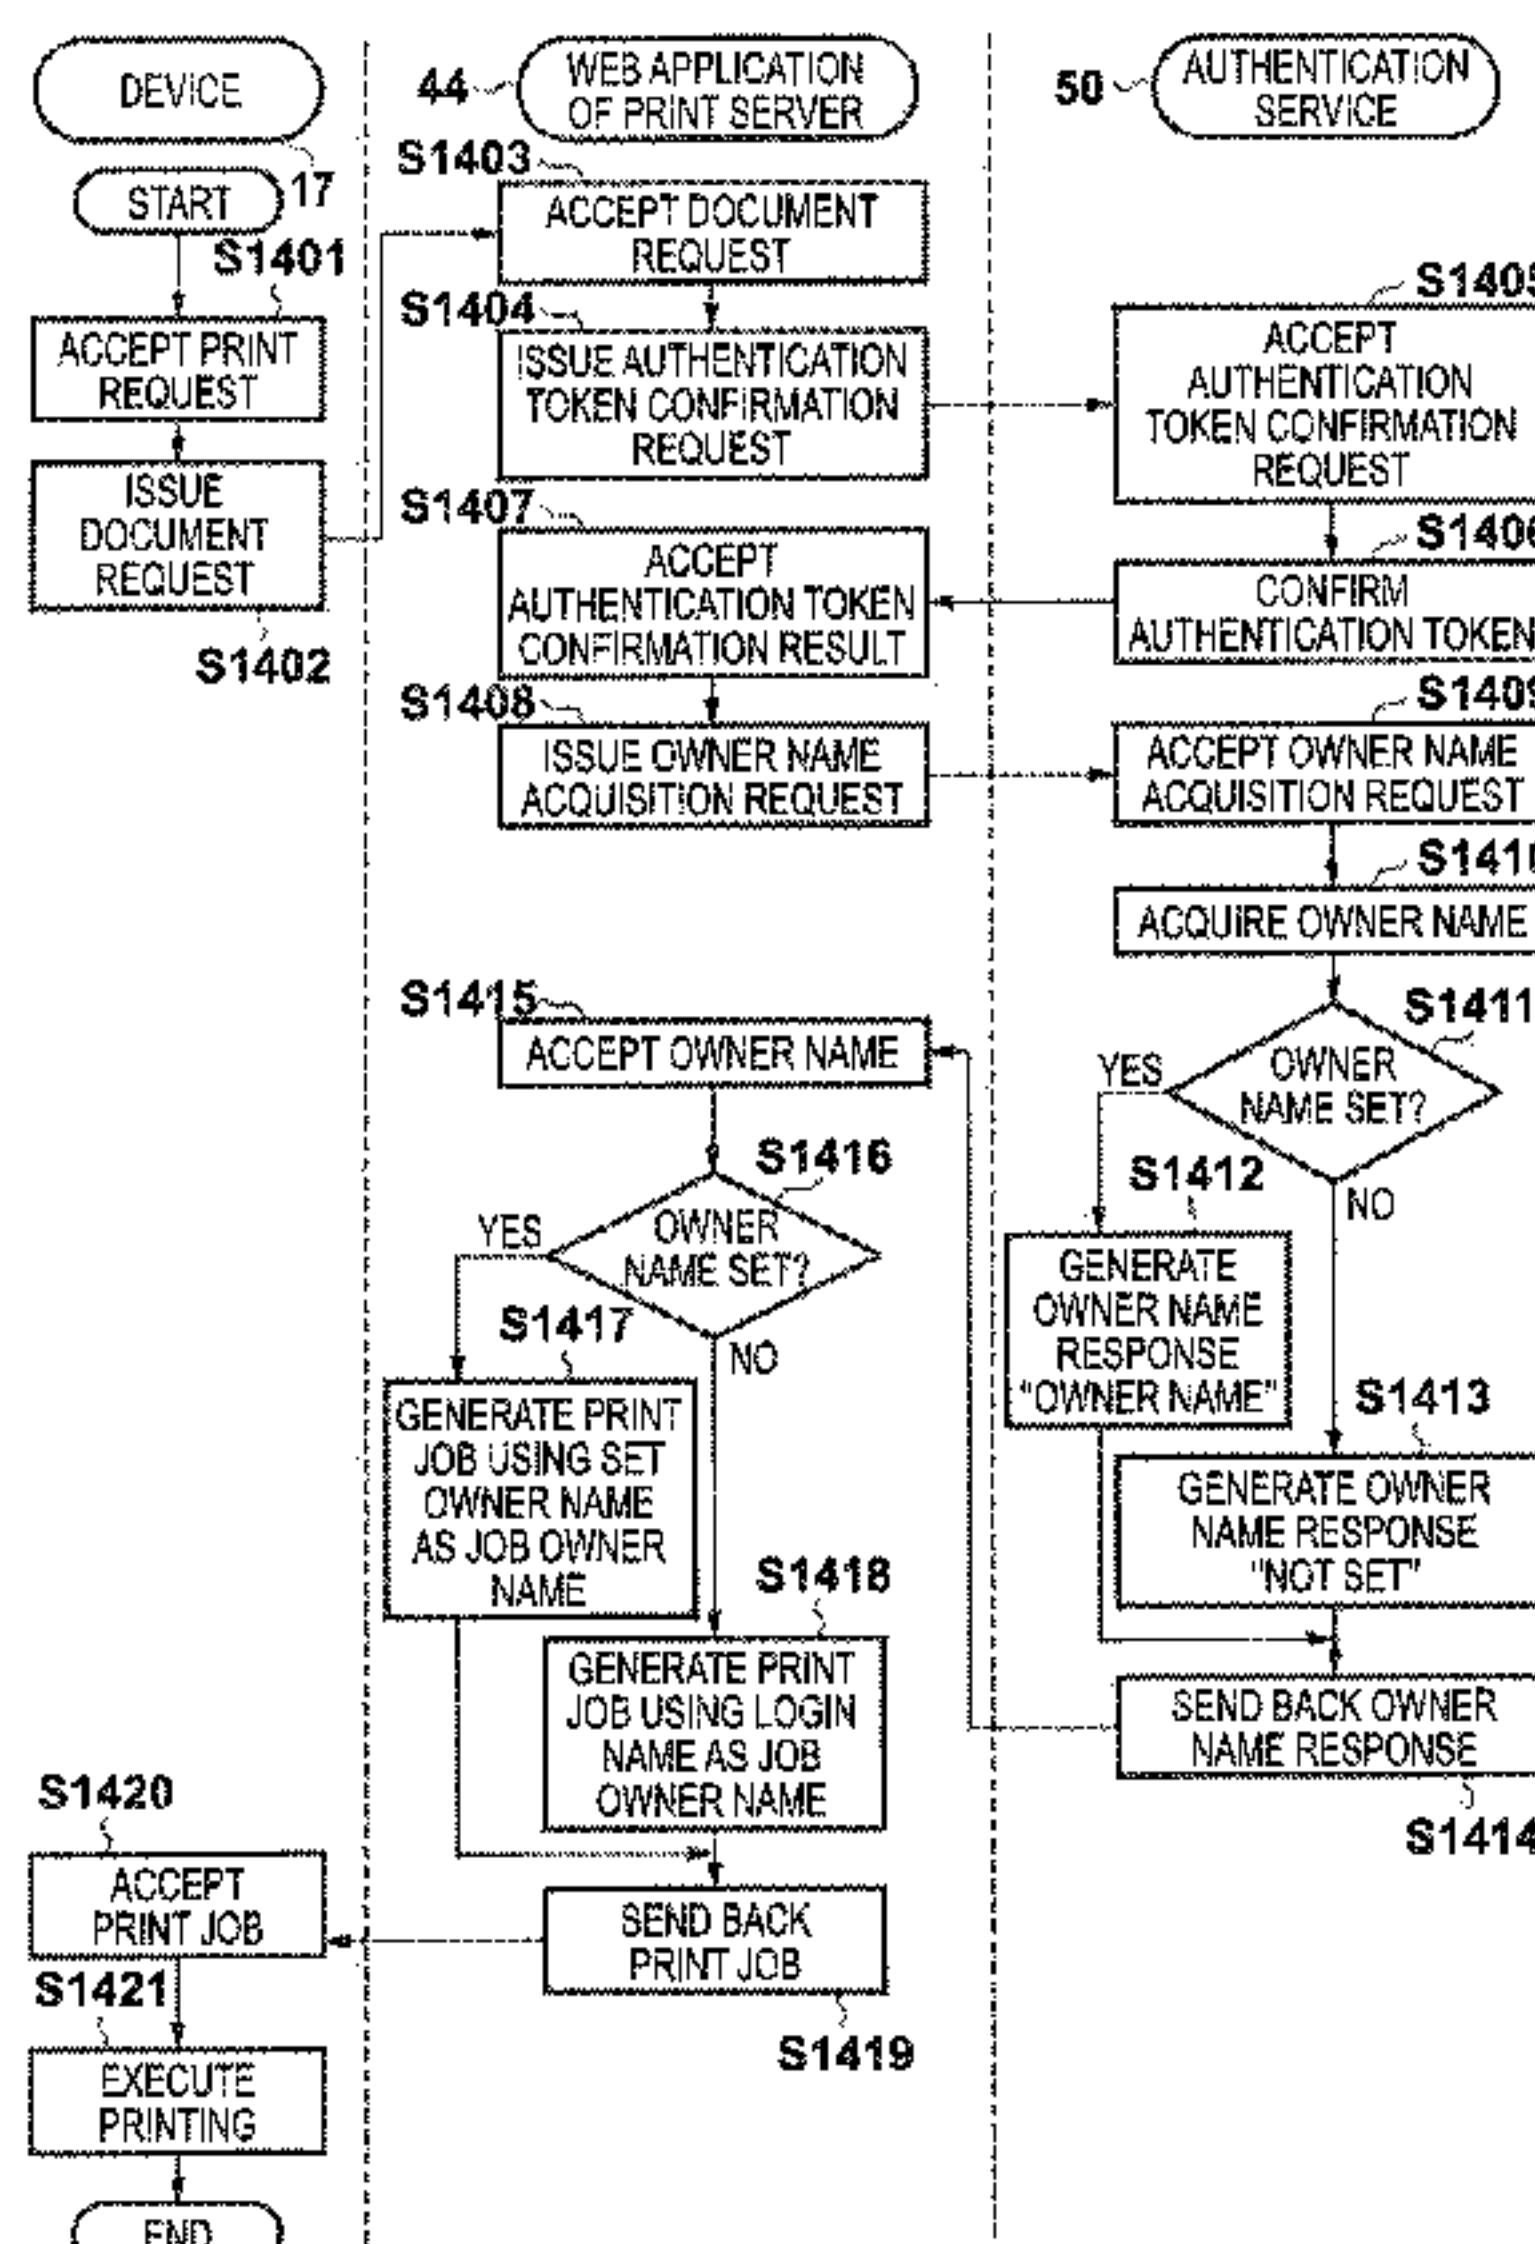 DEVICE
17
START
S1401
ACCEPT PRINT
REQUEST
ISSUE
DOCUMENT
REQUEST
S1402
44
WEB APPLICATION
OF PRINT SERVER
S1403
ACCEPT DOCUMENT
REQUEST
S1404
ISSUE AUTHENTICATION
TOKEN CONFIRMATION
REQUEST
50
AUTHENTICATION
SERVICE
S1405
ACCEPT
AUTHENTICATION
TOKEN CONFIRMATION
REQUEST
S1406
CONFIRM
AUTHENTICATION TOKEN
S1407
ACCEPT
AUTHENTICATION TOKEN
CONFIRMATION RESULT
S1408
ISSUE OWNER NAME
ACQUISITION REQUEST
S1409
ACCEPT OWNER NAME
ACQUISITION REQUEST
S1410
ACQUIRE OWNER NAME
S1411
OWNER
NAME SET?
YES
NO
S1412
GENERATE
OWNER NAME
RESPONSE
“OWNER NAME”
S1413
GENERATE OWNER
NAME RESPONSE
“NOT SET”
SEND BACK OWNER
NAME RESPONSE
S1414
S1415
ACCEPT OWNER NAME
S1416
OWNER
NAME SET?
YES
NO
S1417
GENERATE PRINT
JOB USING SET
OWNER NAME
AS JOB OWNER
NAME
S1418
GENERATE PRINT
JOB USING LOGIN
NAME AS JOB
OWNER NAME
SEND BACK
PRINT JOB
S1419
S1420
ACCEPT
PRINT JOB
S1421
EXECUTE
PRINTING
END